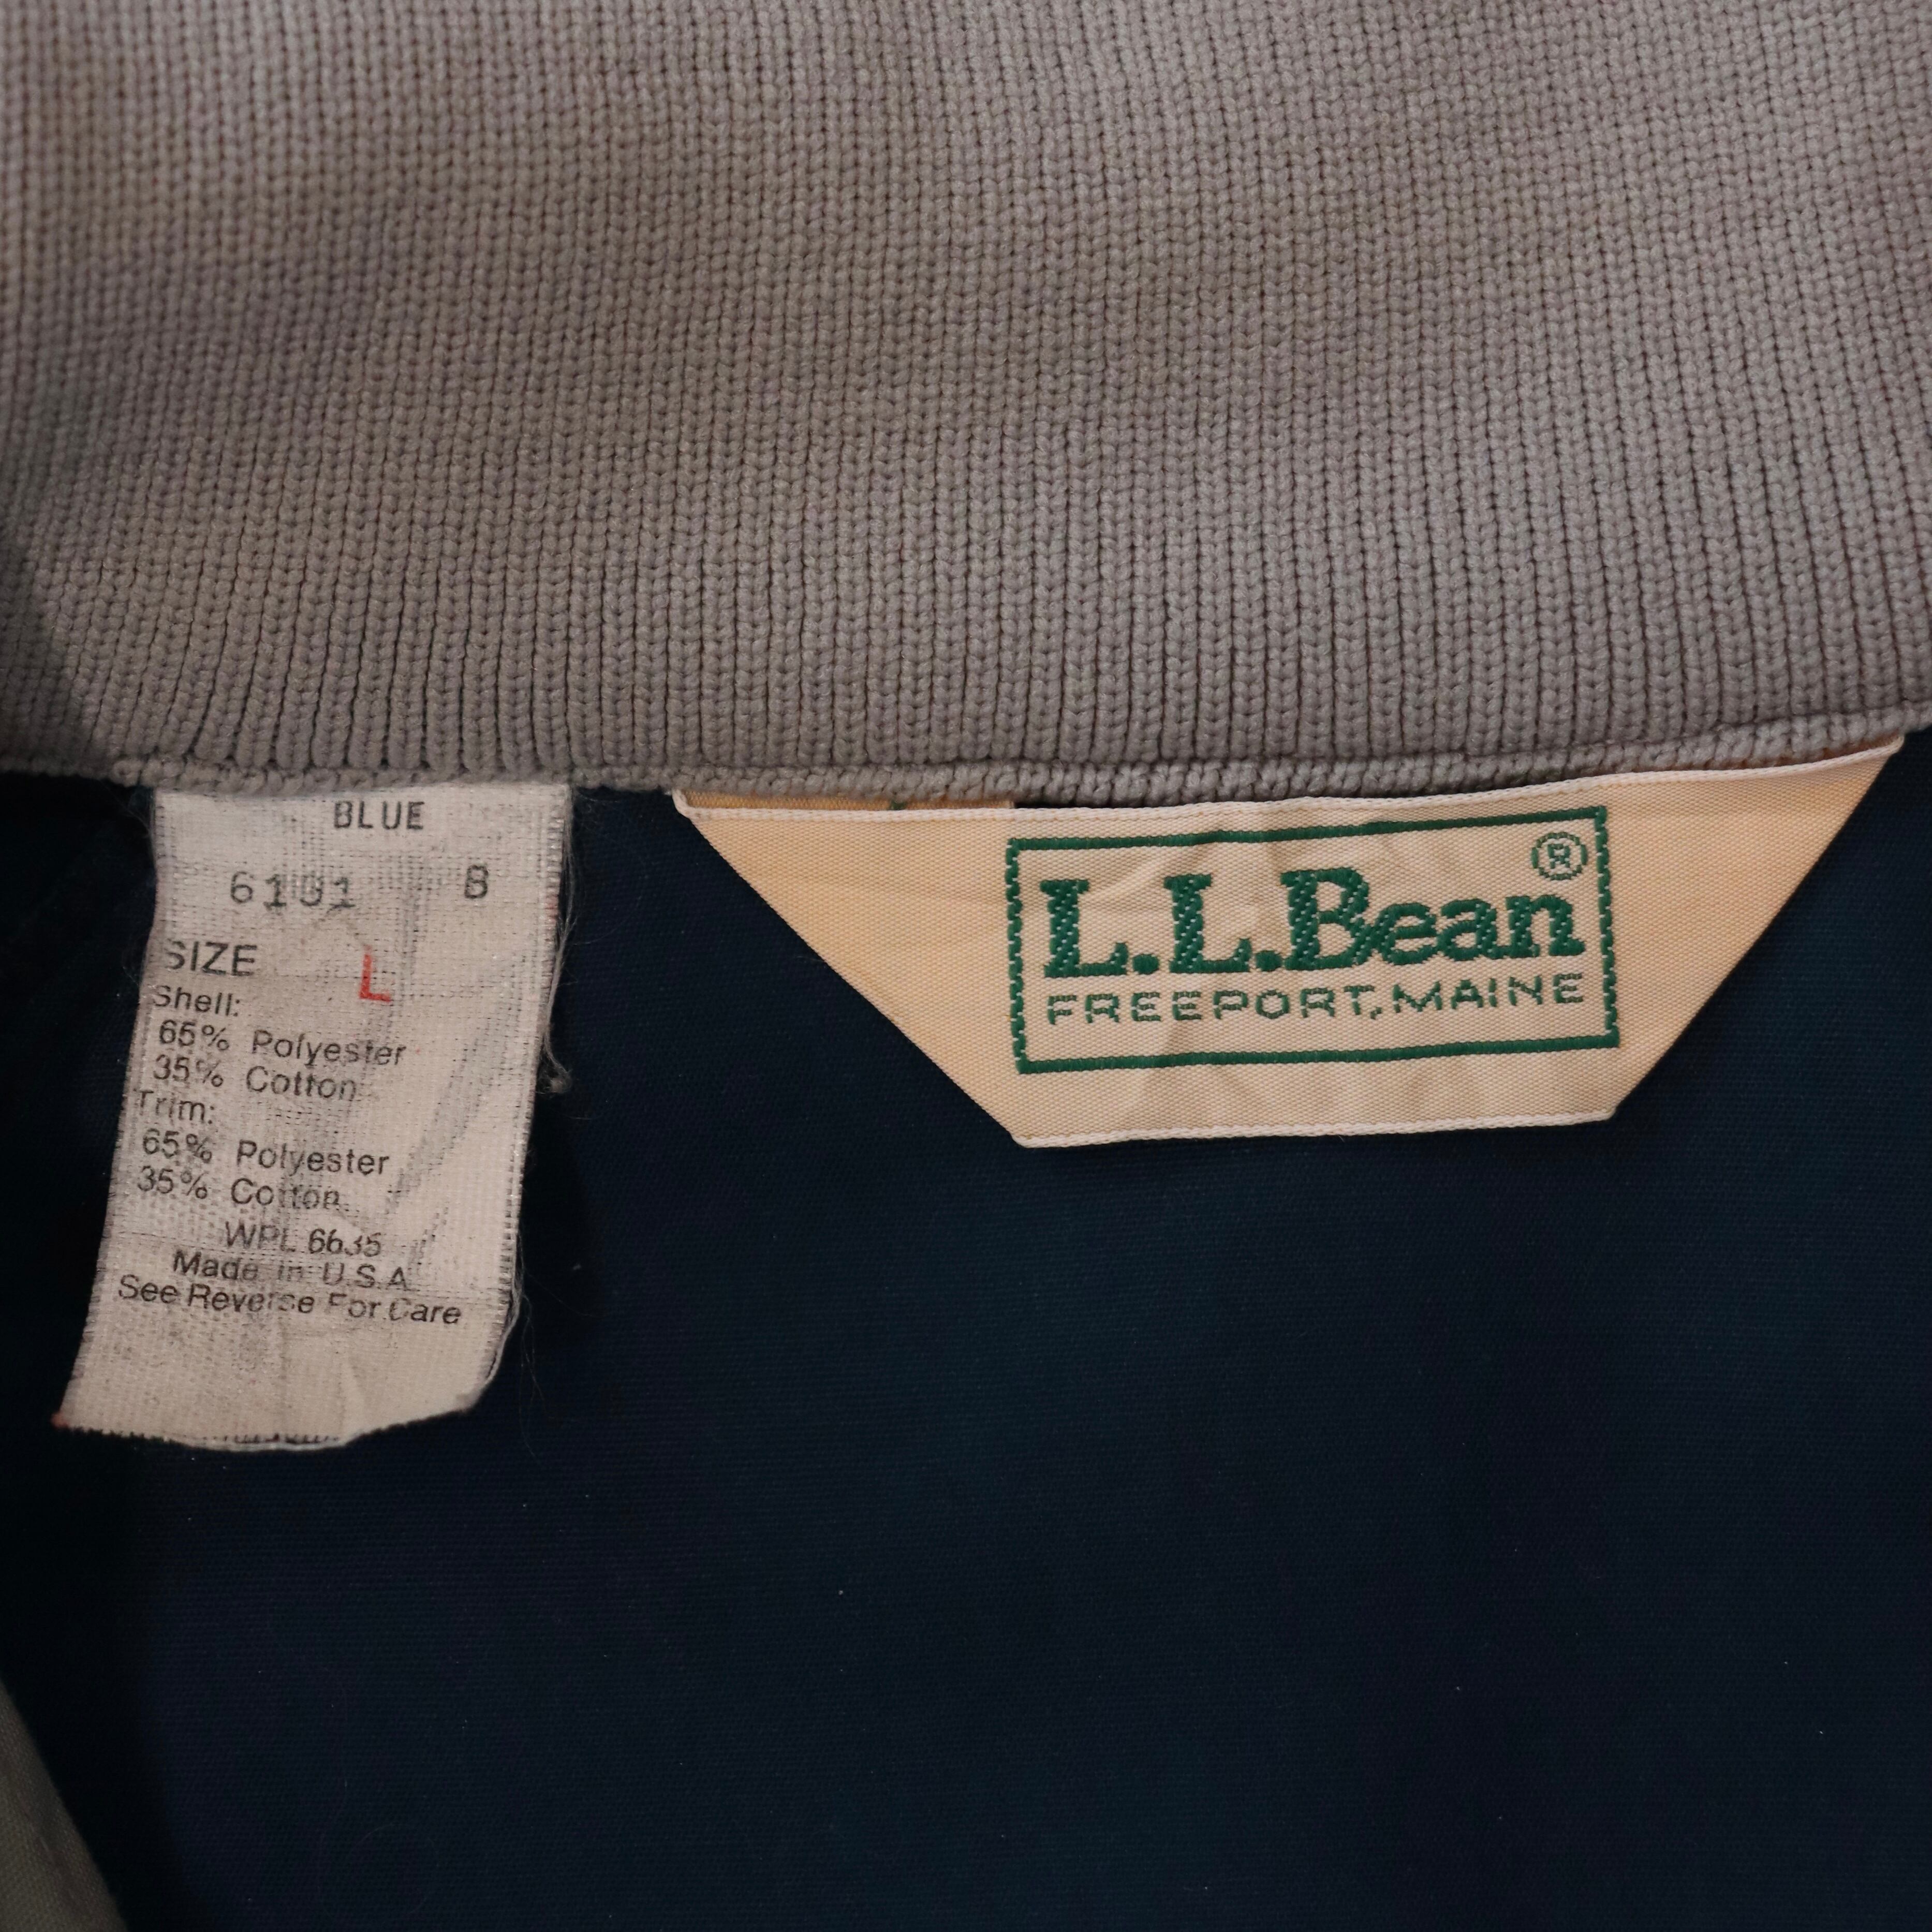 BLUE
6101 8
SIZE L
Shell:
65% Polyester
35% Cotton
Trim:
65% Polyester
35% Cotton
WPL 6635
Made in U.S.A
See Reverse For Care
L.L.Bean®
FREEPORT, MAINE